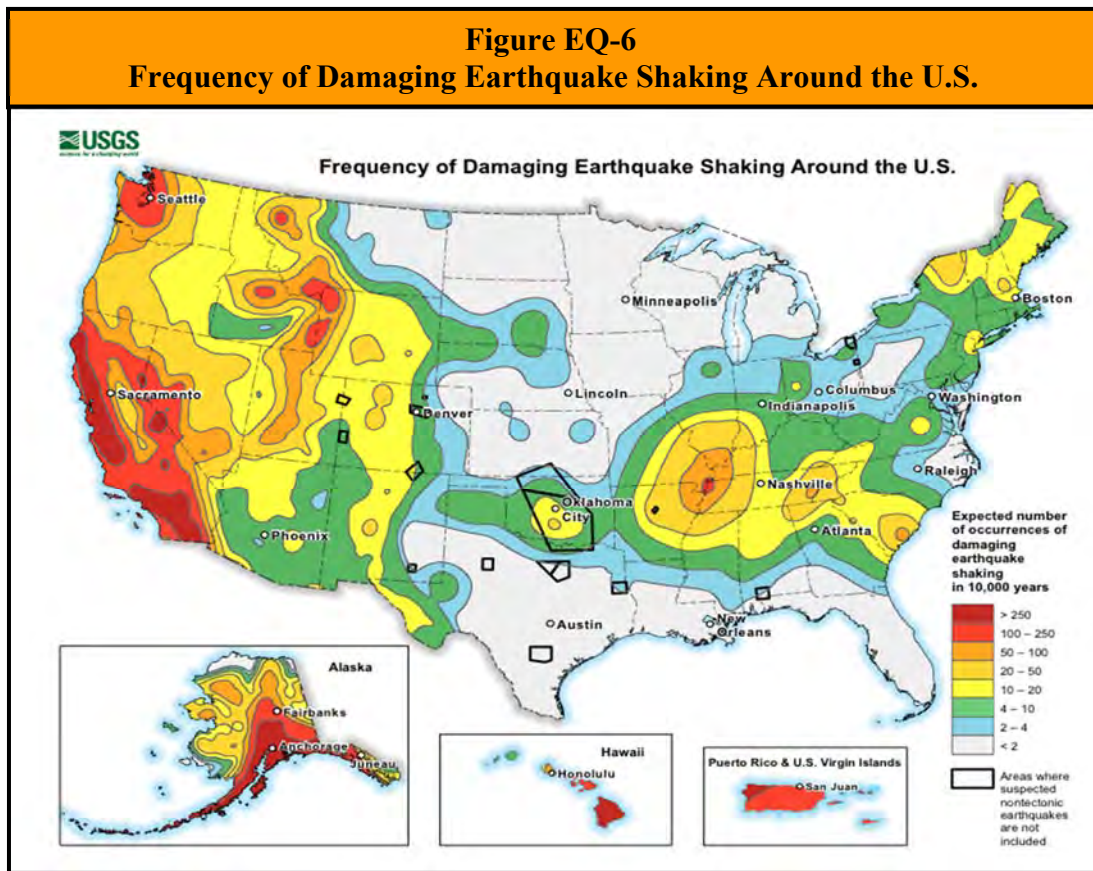 Figure EQ-6
Frequency of Damaging Earthquake Shaking Around the U.S.
USGS
science for a changing world
Frequency of Damaging Earthquake Shaking Around the U.S.
Seattle
Minneapolis
Boston
Sacramento
Denver
Lincoln
Columbus
Indianapolis
Washington
Raleigh
Nashville
Oklahoma
City
Phoenix
Atlanta
Austin
New
Orleans
Expected number
of occurrences of
damaging
earthquake
shaking
in 10,000 years
> 250
100 – 250
50 – 100
20 – 50
10 – 20
4 – 10
2 – 4
< 2
Areas where
suspected
nontectonic
earthquakes
are not
included
Alaska
Fairbanks
Anchorage
Juneau
Hawaii
Honolulu
Puerto Rico & U.S. Virgin Islands
San Juan